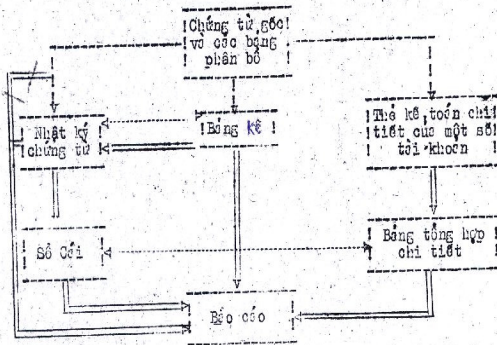 Chứng từ gốc
và các bảng
phân bổ
Nhật ký
chứng từ
Bảng kê
Thẻ kế toán chi
tiết của một số
tài khoản
Sổ Cái
Bảng tổng hợp
chi tiết
Báo cáo